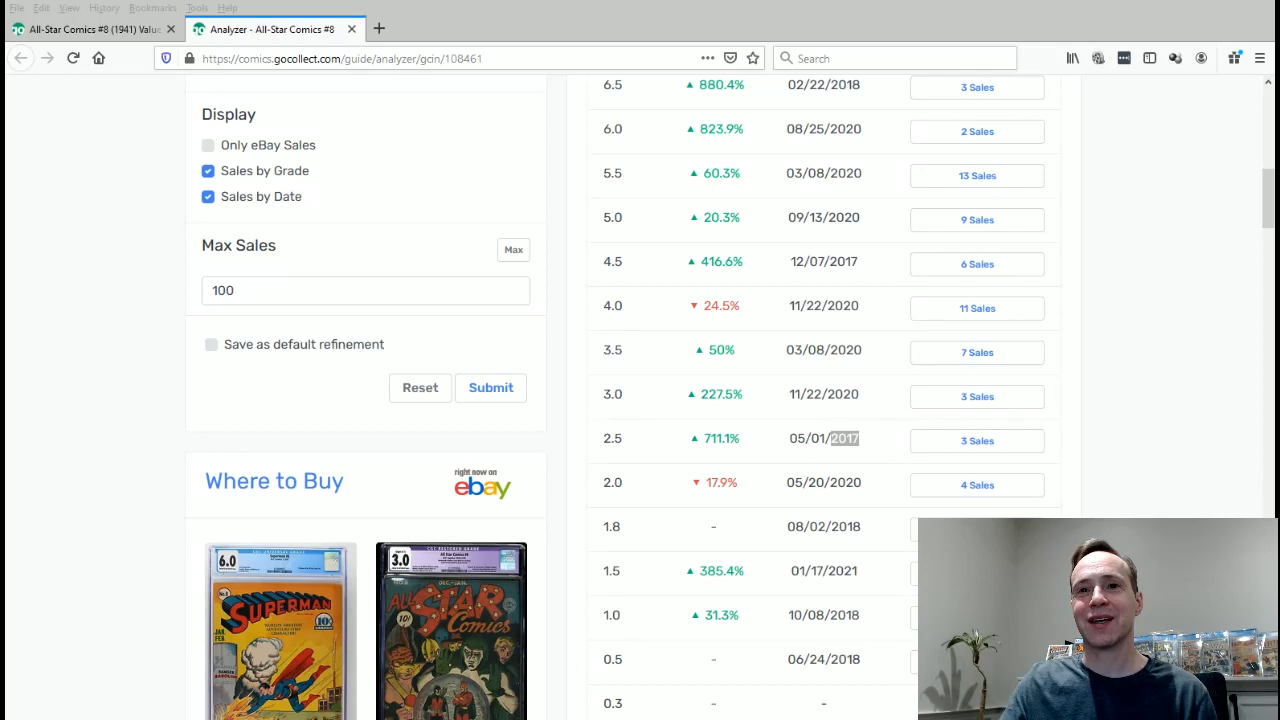 File Edit View History Bookmarks Tools Help
All-Star Comics #8 (1941) Valu
Analyzer - All-Star Comics #8
https://comics.gocollect.com/guide/analyzer/gcin/108461
Search
Display
Only eBay Sales
Sales by Grade
Sales by Date
Max Sales
Max
100
Save as default refinement
Reset
Submit
Where to Buy
right now on
ebay
6.0
SUPERMAN
10¢
3.0
DEC.-JAN.
ALL STAR
Comics
10¢
6.5 ▲ 880.4% 02/22/2018 3 Sales
6.0 ▲ 823.9% 08/25/2020 2 Sales
5.5 ▲ 60.3% 03/08/2020 13 Sales
5.0 ▲ 20.3% 09/13/2020 9 Sales
4.5 ▲ 416.6% 12/07/2017 6 Sales
4.0 ▼ 24.5% 11/22/2020 11 Sales
3.5 ▲ 50% 03/08/2020 7 Sales
3.0 ▲ 227.5% 11/22/2020 3 Sales
2.5 ▲ 711.1% 05/01/2017 3 Sales
2.0 ▼ 17.9% 05/20/2020 4 Sales
1.8 - 08/02/2018
1.5 ▲ 385.4% 01/17/2021
1.0 ▲ 31.3% 10/08/2018
0.5 - 06/24/2018
0.3 - -